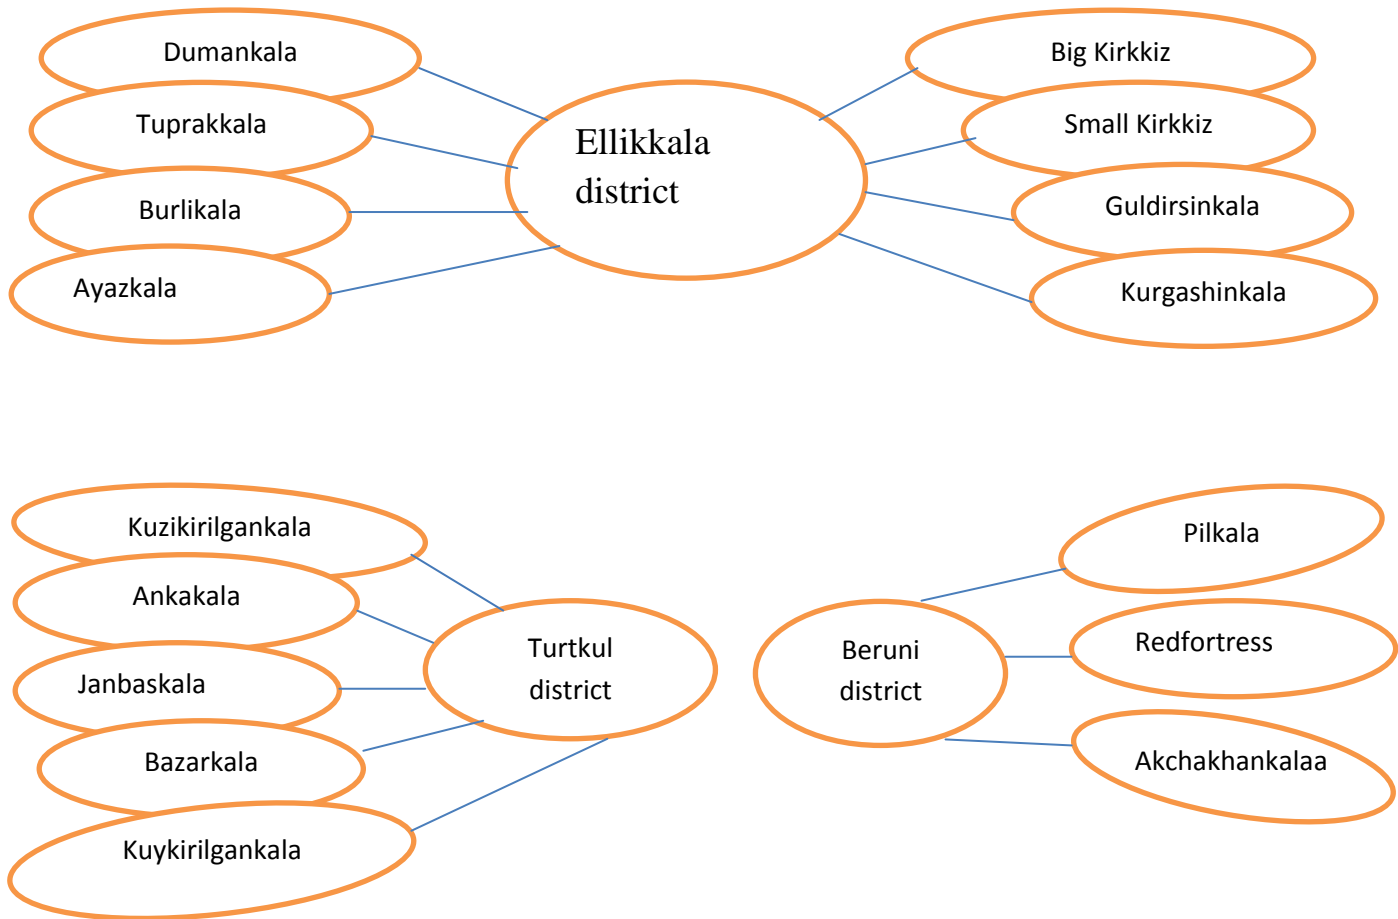 Dumankala
Tuprakkala
Burlikala
Ayazkala
Ellikkala
district
Big Kirkkiz
Small Kirkkiz
Guldirsinkala
Kurgashinkala
Kuzikirilgankala
Ankakala
Janbaskala
Bazarkala
Kuykirilgankala
Turtkul
district
Beruni
district
Pilkala
Redfortress
Akchakhankalaa